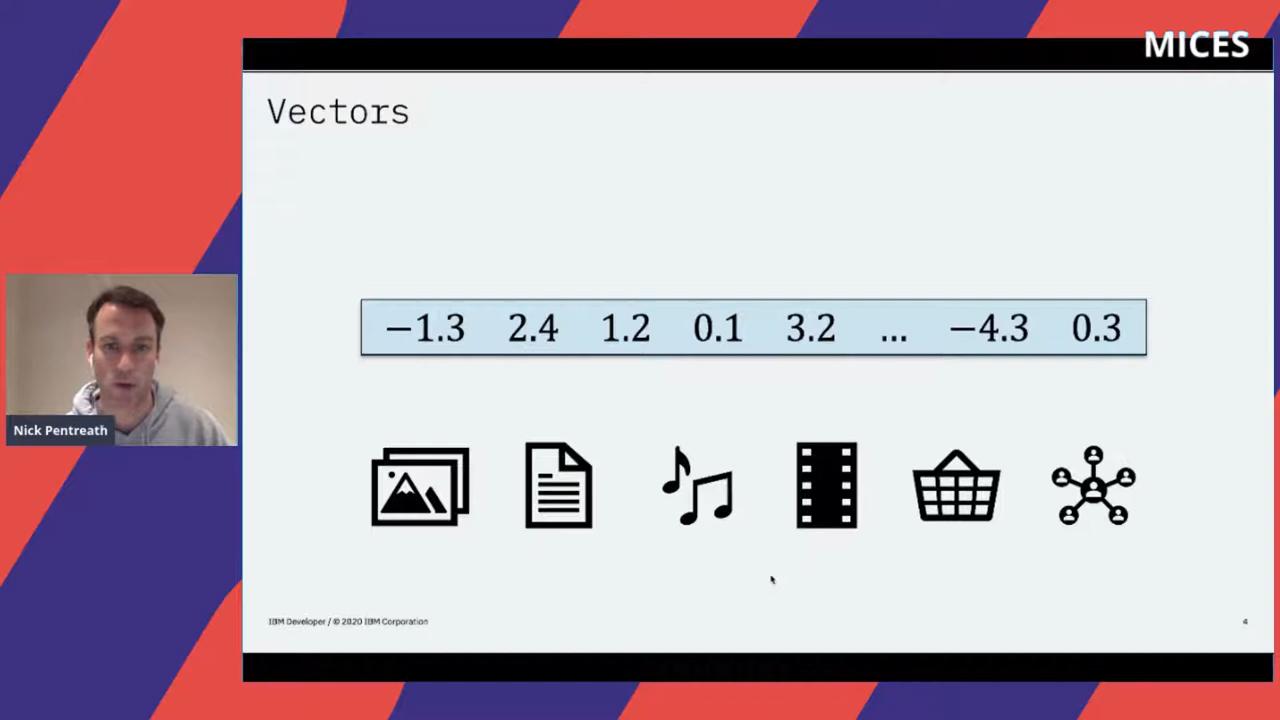 MICES
Vectors
−1.3 2.4 1.2 0.1 3.2 ... −4.3 0.3
Nick Pentreath
IBM Developer / © 2020 IBM Corporation
4